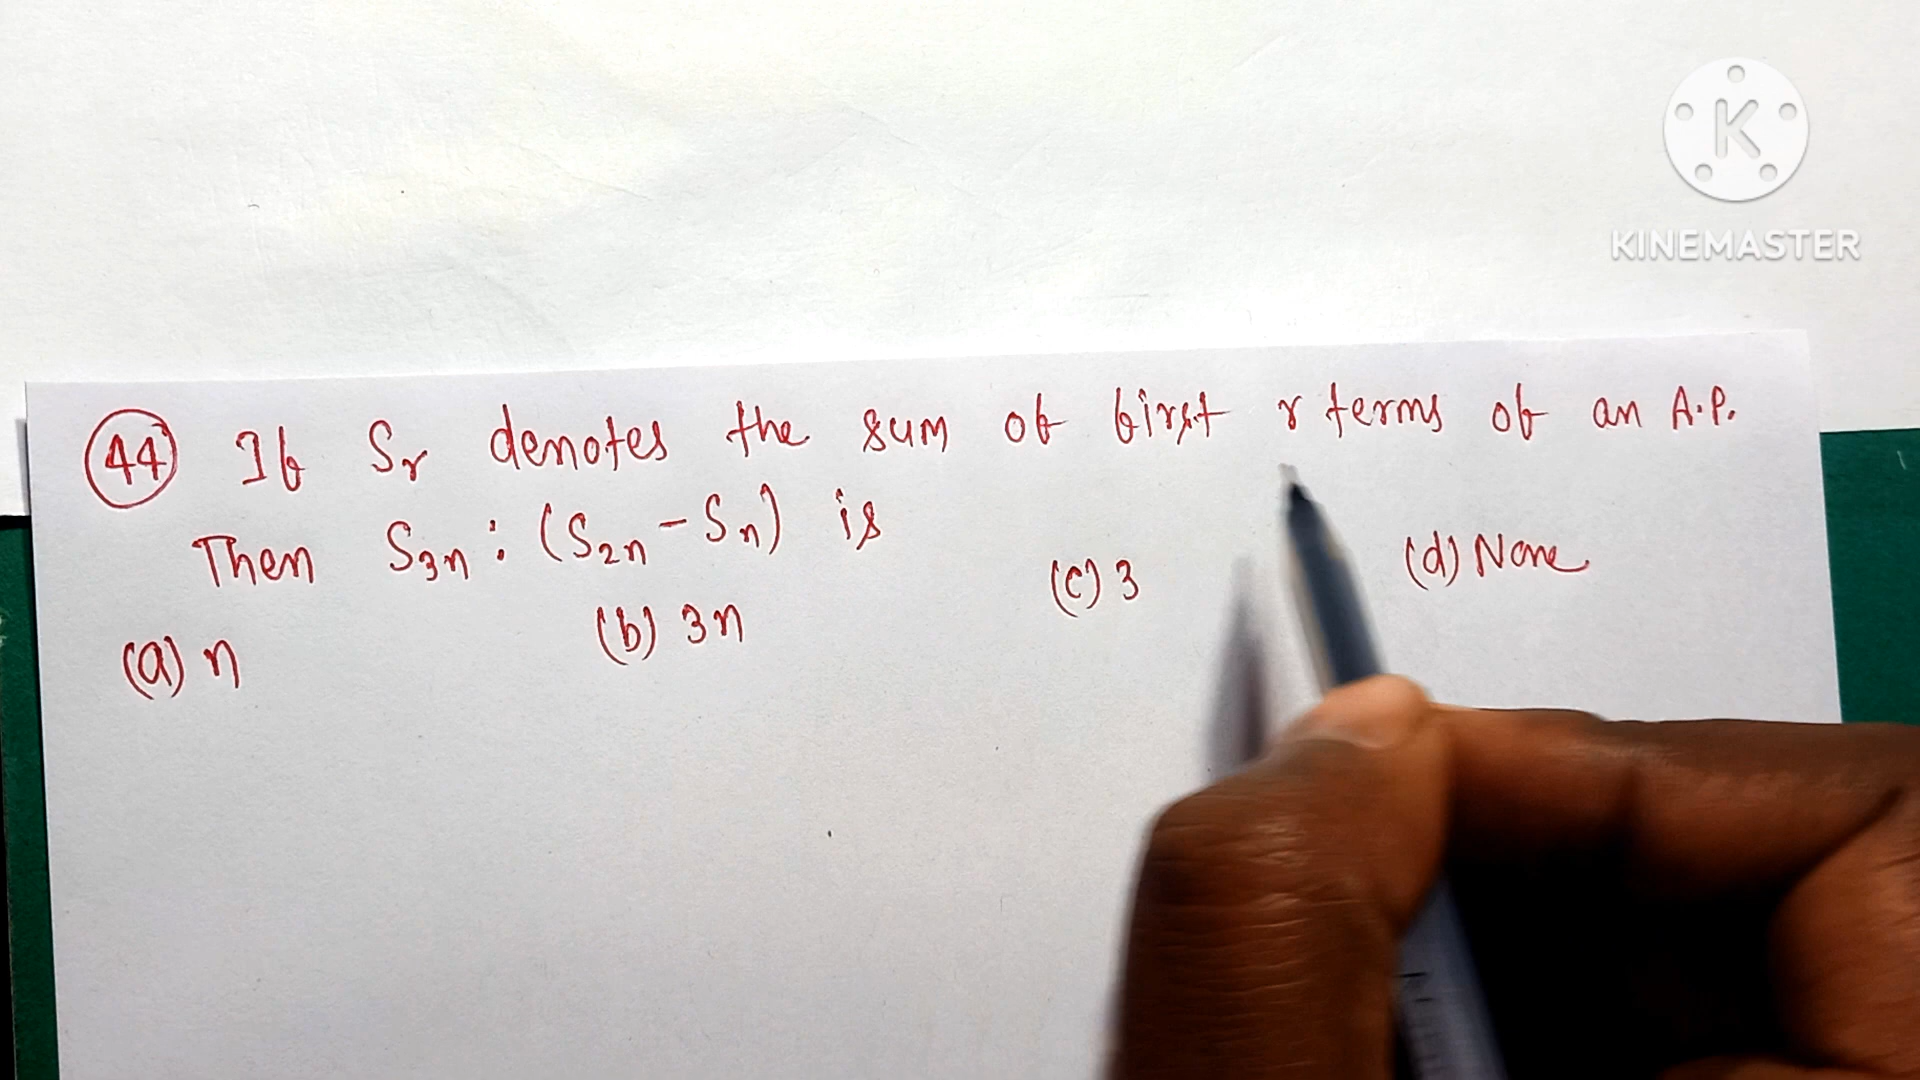 K
KINEMASTER
44 If Sr denotes the sum of first r terms of an A.P.
Then S3n : (S2n - Sn) is
(a) n (b) 3n (c) 3 (d) None